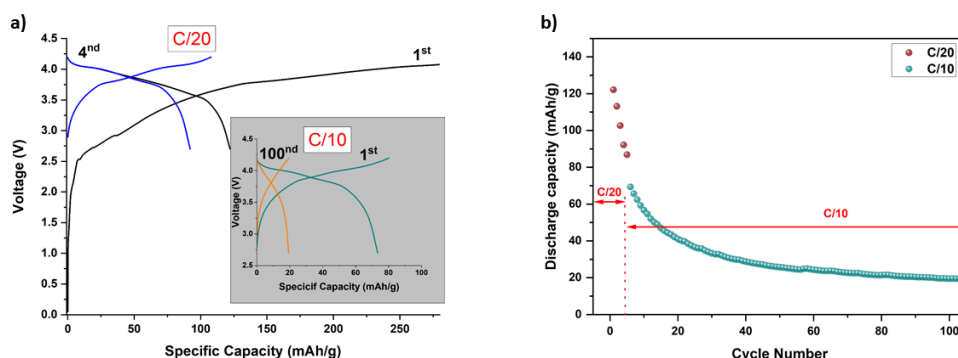 a)
C/20
4nd
1st
4.5
4.0
3.5
3.0
2.5
2.0
1.5
1.0
0.5
0.0
Voltage (V)
0
50
100
150
200
250
Specific Capacity (mAh/g)
C/10
100nd
1st
4.5
4.0
3.5
3.0
2.5
Voltage (V)
0
20
40
60
80
100
Specicif Capacity (mAh/g)
b)
C/20
C/10
140
120
100
80
60
40
20
0
Discharge capacity (mAh/g)
C/20
C/10
0
20
40
60
80
100
Cycle Number